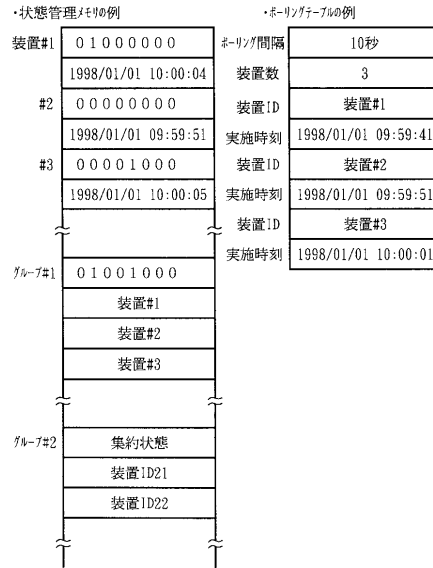 ・状態管理メモリの例
装置#1 01000000
1998/01/01 10:00:04
#2 00000000
1998/01/01 09:59:51
#3 00001000
1998/01/01 10:00:05
グループ#1 01001000
装置#1
装置#2
装置#3
グループ#2 集約状態
装置ID21
装置ID22
・ポーリングテーブルの例
ポーリング間隔 10秒
装置数 3
装置ID 装置#1
実施時刻 1998/01/01 09:59:41
装置ID 装置#2
実施時刻 1998/01/01 09:59:51
装置ID 装置#3
実施時刻 1998/01/01 10:00:01